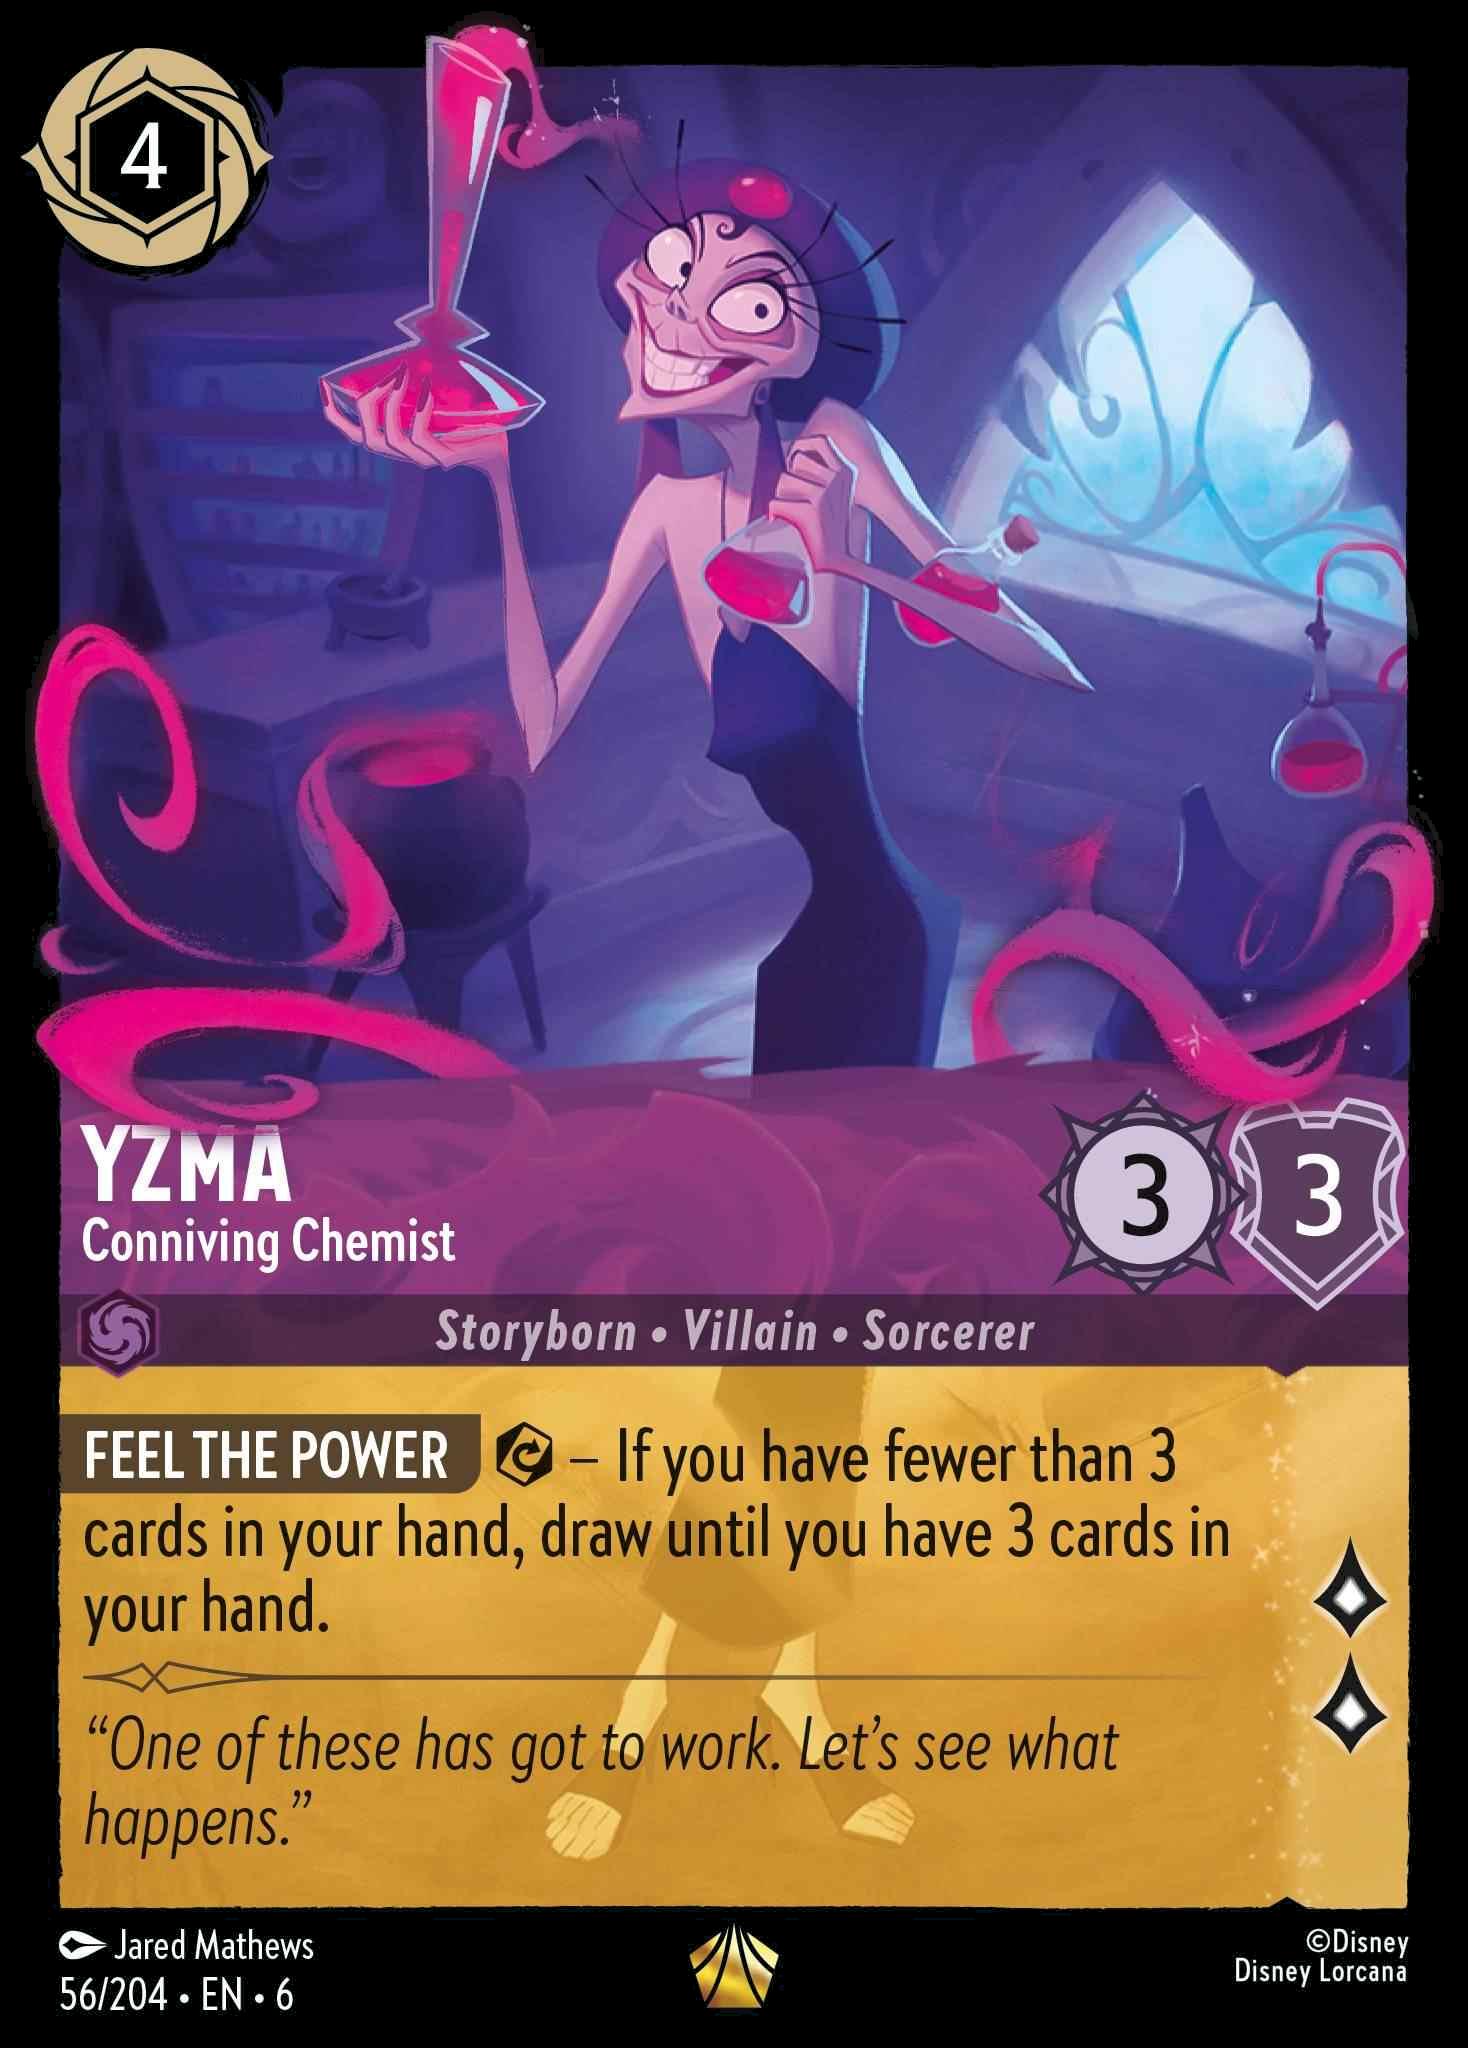 4
YZMA
Conniving Chemist
3
3
Storyborn • Villain • Sorcerer
FEEL THE POWER – If you have fewer than 3
cards in your hand, draw until you have 3 cards in
your hand.
“One of these has got to work. Let’s see what
happens.”
Jared Mathews
56/204 • EN • 6
©Disney
Disney Lorcana